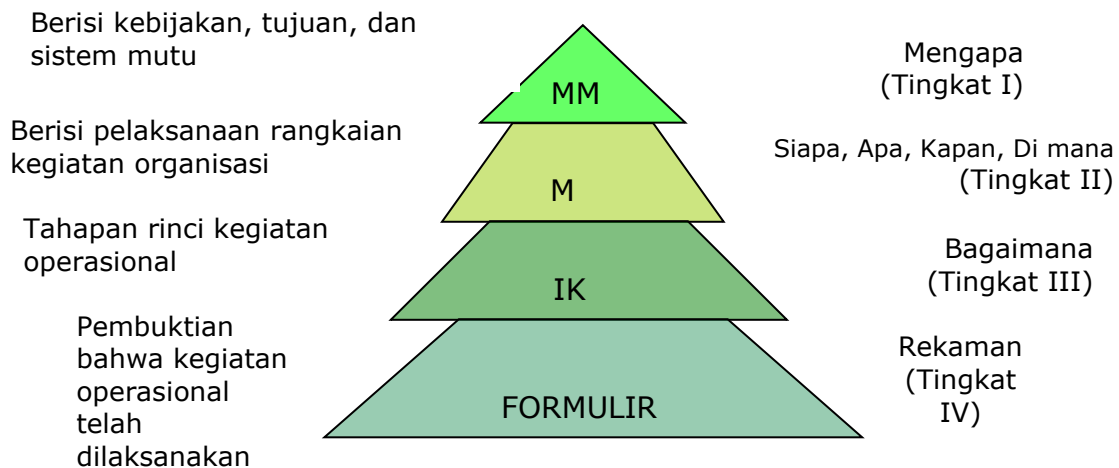 Berisi kebijakan, tujuan, dan
sistem mutu
MM
Mengapa
(Tingkat I)
Berisi pelaksanaan rangkaian
kegiatan organisasi
M
Siapa, Apa, Kapan, Di mana
(Tingkat II)
Tahapan rinci kegiatan
operasional
IK
Bagaimana
(Tingkat III)
Pembuktian
bahwa kegiatan
operasional
telah
dilaksanakan
FORMULIR
Rekaman
(Tingkat
IV)